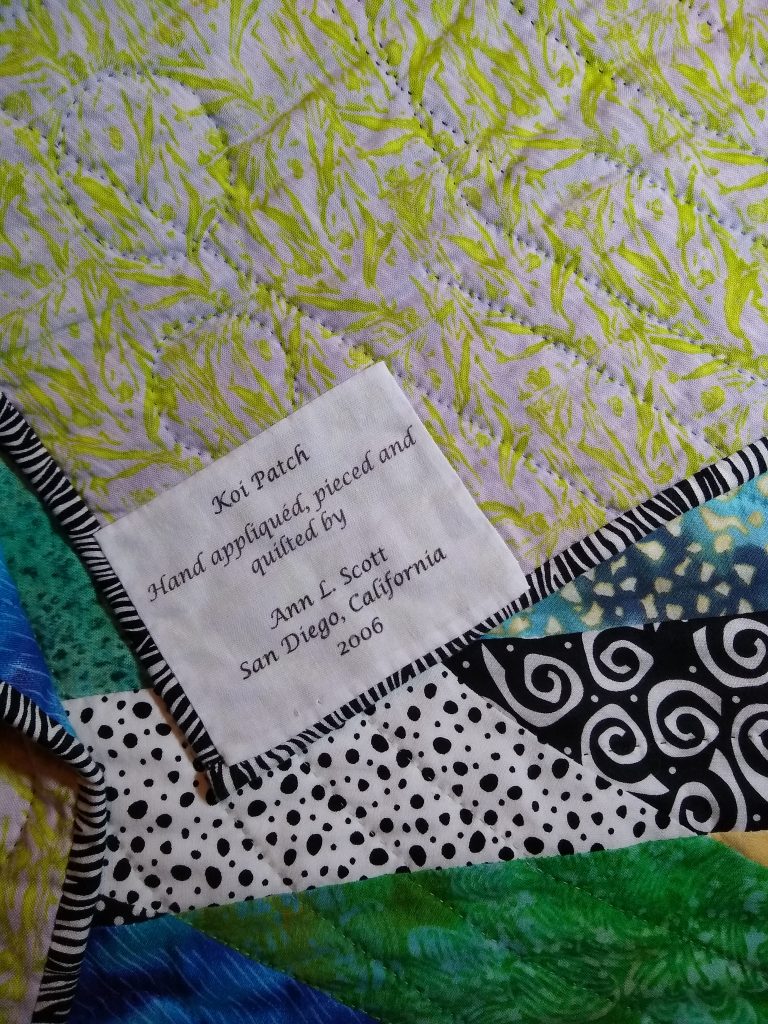 Koi Patch
Hand appliquéd, pieced and
quilted by
Ann L. Scott
San Diego, California
2006